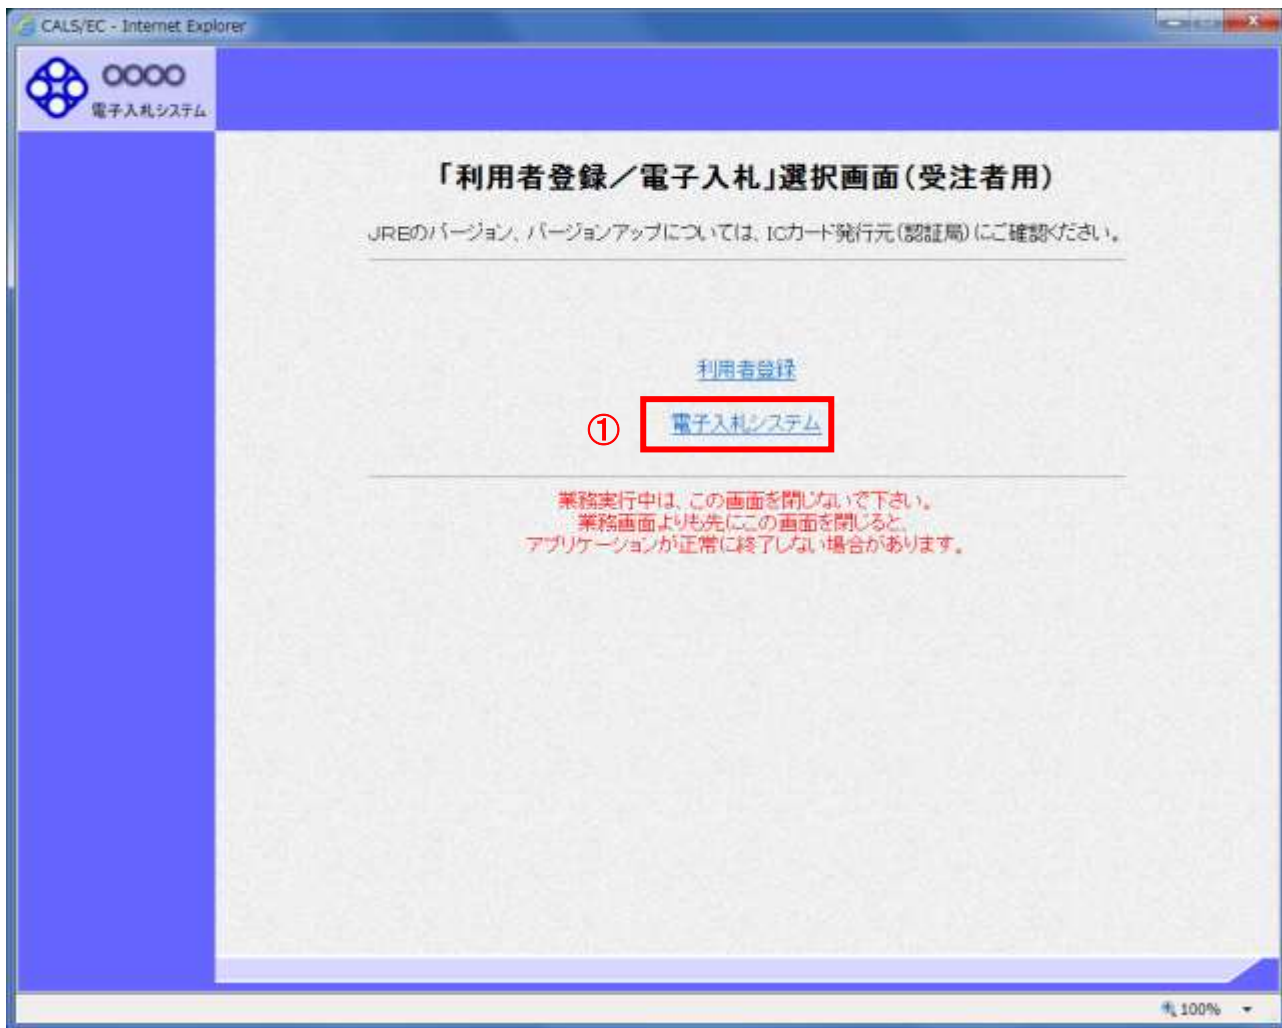 CALS/EC - Internet Explorer
○○○○
電子入札システム
「利用者登録／電子入札」選択画面(受注者用)
JREのバージョン、バージョンアップについては、ICカード発行元(認証局)にご確認ください。
利用者登録
① 電子入札システム
業務実行中は、この画面を閉じないで下さい。
業務画面よりも先にこの画面を閉じると、
アプリケーションが正常に終了しない場合があります。
100%